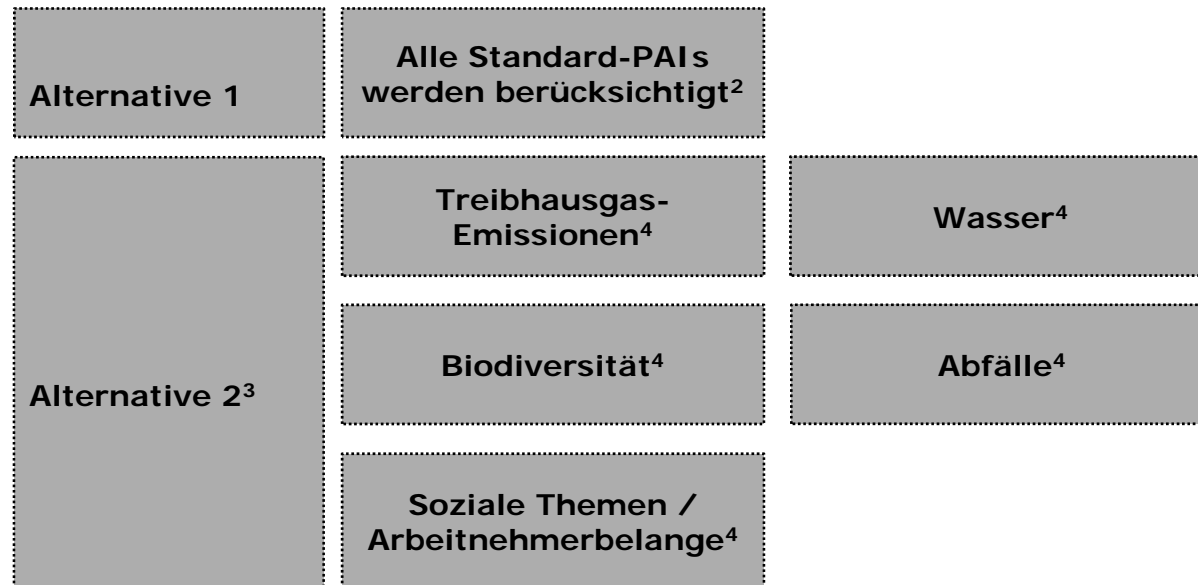 Alternative 1
Alle Standard-PAIs
werden berücksichtigt²
Alternative 2³
Treibhausgas-
Emissionen⁴
Wasser⁴
Biodiversität⁴
Abfälle⁴
Soziale Themen /
Arbeitnehmerbelange⁴